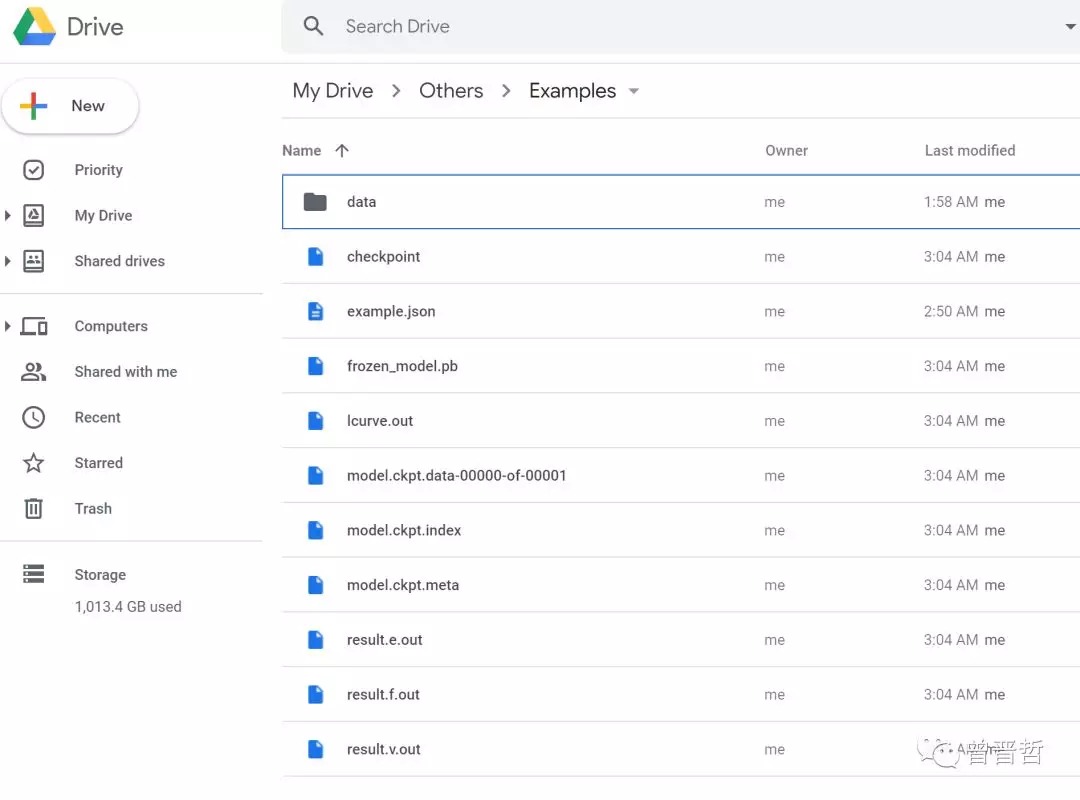 Drive
Search Drive
My Drive > Others > Examples
New
Priority
My Drive
Shared drives
Computers
Shared with me
Recent
Starred
Trash
Storage
1,013.4 GB used
Name Owner Last modified
data me 1:58 AM me
checkpoint me 3:04 AM me
example.json me 2:50 AM me
frozen_model.pb me 3:04 AM me
lcurve.out me 3:04 AM me
model.ckpt.data-00000-of-00001 me 3:04 AM me
model.ckpt.index me 3:04 AM me
model.ckpt.meta me 3:04 AM me
result.e.out me 3:04 AM me
result.f.out me 3:04 AM me
result.v.out me
曾晋哲